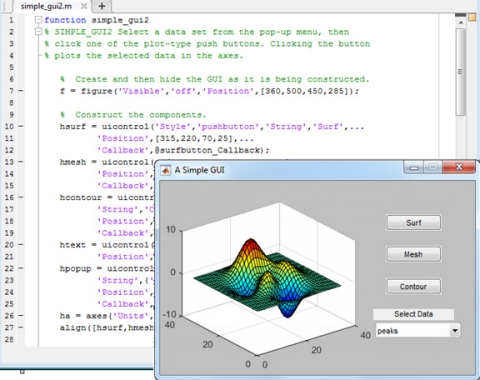 simple_gui2.m
1 function simple_gui2
2 % SIMPLE_GUI2 Select a data set from the pop-up menu, then
3 % click one of the plot-type push buttons. Clicking the button
4 % plots the selected data in the axes.
5
6 % Create and then hide the GUI as it is being constructed.
7 f = figure('Visible','off','Position',[360,500,450,285]);
8
9 % Construct the components.
10 hsurf = uicontrol('Style','pushbutton','String','Surf',...
11 'Position',[315,220,70,25],...
12 'Callback',@surfbutton_Callback);
13 hmesh = uicontrol(
14 'Position',
15 'Callback',
16 hcontour = uicontr
17 'String','C
18 'Position',
19 'Callback',
20 htext = uicontrol(
21 'Position',
22 hpopup = uicontrol
23 'String',{'
24 'Position',
25 'Callback',
26 ha = axes('Units',
27 align([hsurf,hmesh
28
A Simple GUI
Surf
Mesh
Contour
Select Data
peaks
10
0
-10
40
20
0
0
20
40